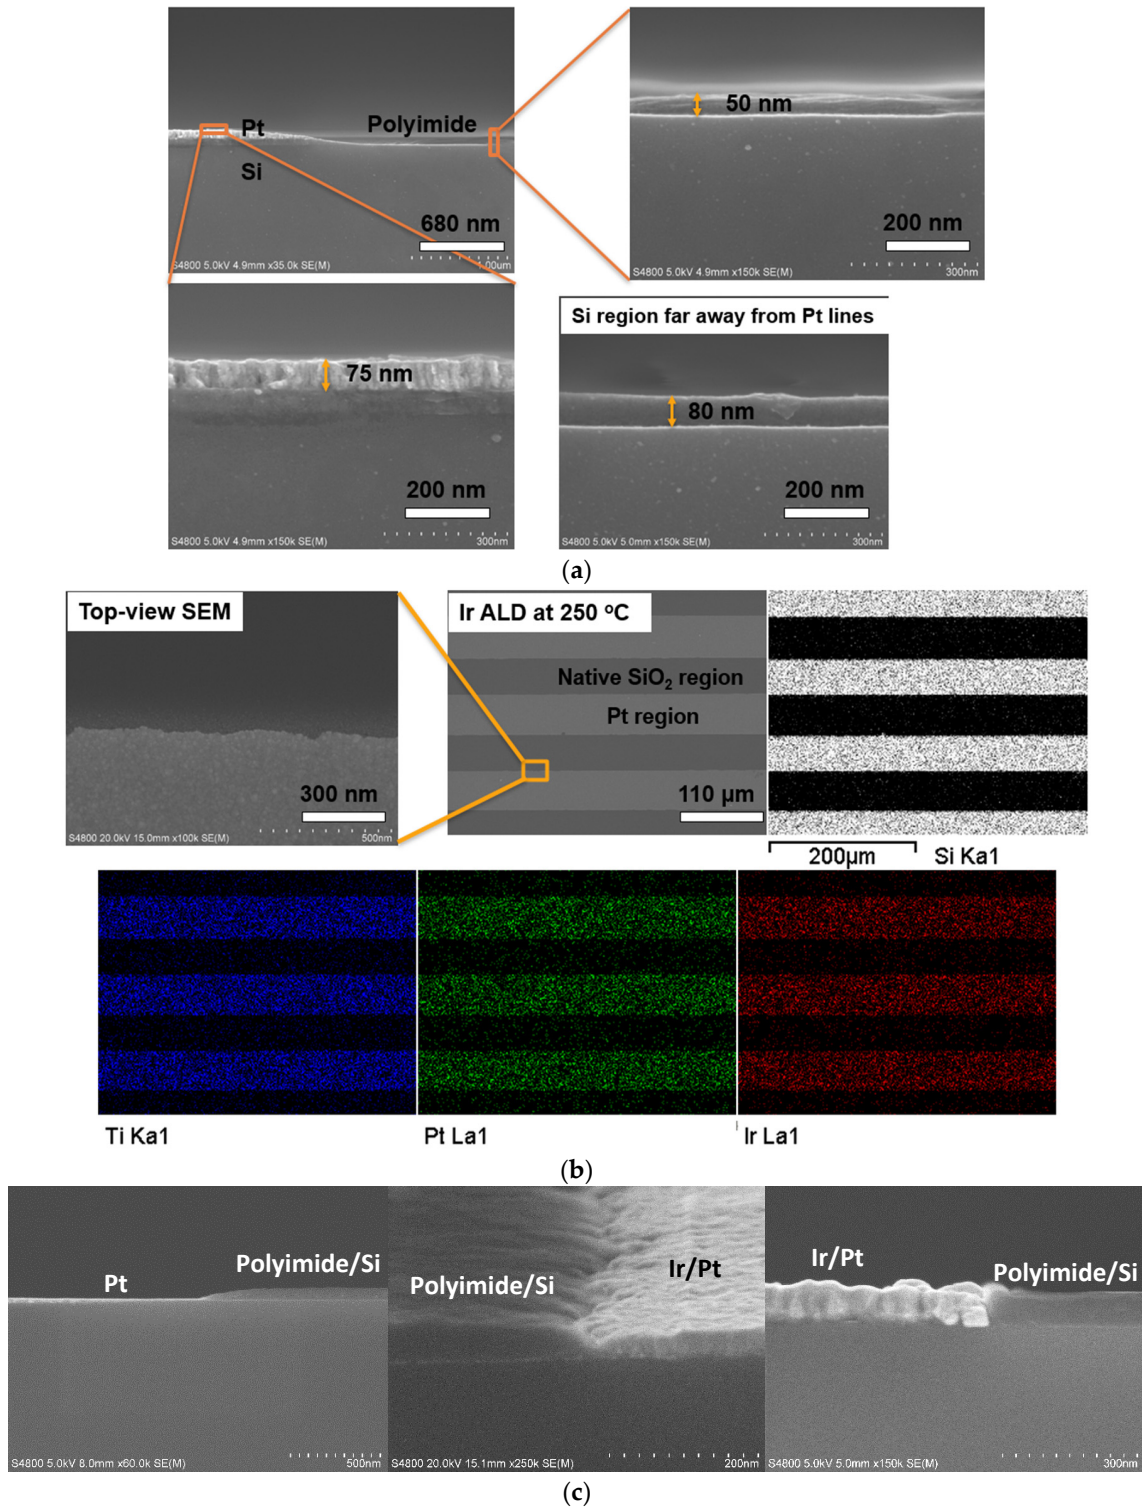 Pt
Polyimide
Si
680 nm
S4800 5.0kV 4.9mm x35.0k SE(M)
1.00um
50 nm
200 nm
S4800 5.0kV 4.9mm x150k SE(M)
300nm
75 nm
200 nm
S4800 5.0kV 4.9mm x150k SE(M)
300nm
Si region far away from Pt lines
80 nm
200 nm
S4800 5.0kV 5.0mm x150k SE(M)
300nm
(a)
Top-view SEM
300 nm
S4800 20.0kV 15.0mm x100k SE(M)
500nm
Ir ALD at 250 °C
Native SiO₂ region
Pt region
110 µm
200µm
Si Ka1
Ti Ka1
Pt La1
Ir La1
(b)
Pt
Polyimide/Si
S4800 5.0kV 8.0mm x60.0k SE(M)
500nm
Polyimide/Si
Ir/Pt
S4800 20.0kV 15.1mm x250k SE(M)
200nm
Ir/Pt
Polyimide/Si
S4800 5.0kV 5.0mm x150k SE(M)
300nm
(c)